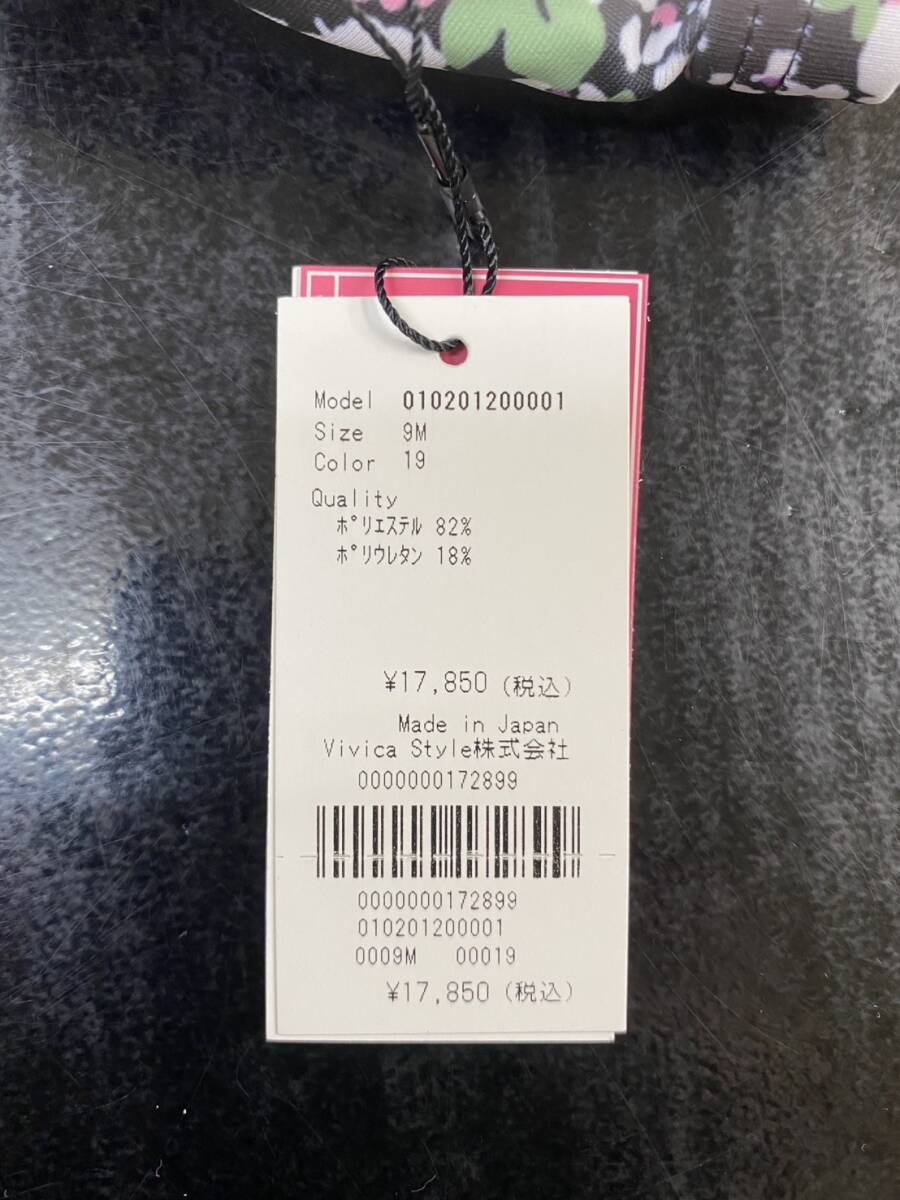 Model 010201200001
Size 9M
Color 19
Quality
ﾎﾟﾘｴｽﾃﾙ 82%
ﾎﾟﾘｳﾚﾀﾝ 18%
¥17,850 (税込)
Made in Japan
Vivica Style株式会社
0000000172899
0000000172899
010201200001
0009M 00019
¥17,850 (税込)